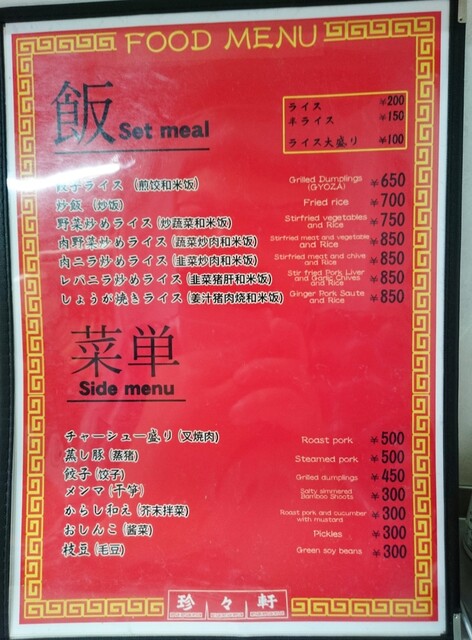 FOOD MENU
飯 Set meal
ライス ¥200
半ライス ¥150
ライス大盛り ¥100
餃子ライス (煎饺和米饭) Grilled Dumplings (GYOZA) ¥650
炒飯 (炒饭) Fried rice ¥700
野菜炒めライス (炒蔬菜和米饭) Stirfried vegetables and Rice ¥750
肉野菜炒めライス (蔬菜炒肉和米饭) Stirfried meat and vegetable and Rice ¥850
肉ニラ炒めライス (韭菜炒肉和米饭) Stirfried meat and chive and Rice ¥850
レバニラ炒めライス (韭菜猪肝和米饭) Stir fried Pork Liver and Garlic Chives and Rice ¥850
しょうが焼きライス (姜汁猪肉烧和米饭) Ginger Pork Saute and Rice ¥850
菜単
Side menu
チャーシュー盛り (叉烧肉) Roast pork ¥500
蒸し豚 (蒸猪) Steamed pork ¥500
餃子 (饺子) Grilled dumplings ¥450
メンマ (干笋) Salty simmered Bamboo Shoots ¥300
からし和え (芥末拌菜) Roast pork and cucumber with mustard ¥300
おしんこ (酱菜) Pickles ¥300
枝豆 (毛豆) Green soy beans ¥300
珍々軒